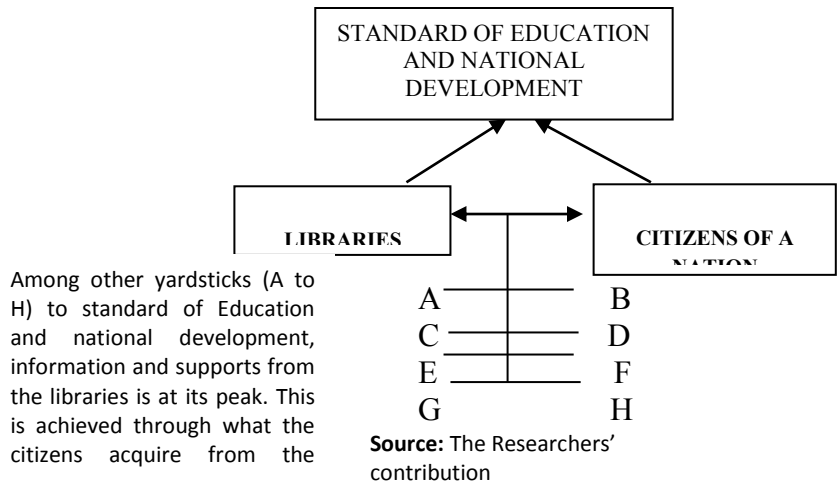 STANDARD OF EDUCATION
AND NATIONAL
DEVELOPMENT
LIBRARIES
CITIZENS OF A
NATION
Among other yardsticks (A to
H) to standard of Education
and national development,
information and supports from
the libraries is at its peak. This
is achieved through what the
citizens acquire from the
A B
C D
E F
G H
Source: The Researchers’
contribution